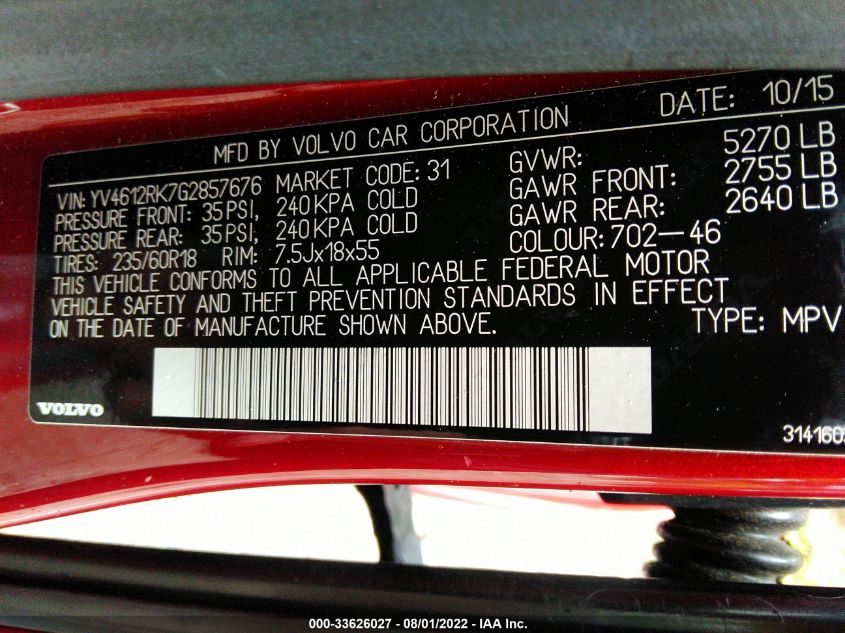 DATE: 10/15
MFD BY VOLVO CAR CORPORATION
VIN: YV4612RK7G2857676 MARKET CODE: 31 GVWR: 5270 LB
PRESSURE FRONT: 35 PSI, 240 KPA COLD GAWR FRONT: 2755 LB
PRESSURE REAR: 35 PSI, 240 KPA COLD GAWR REAR: 2640 LB
TIRES: 235/60R18 RIM: 7.5Jx18x55 COLOUR: 702-46
THIS VEHICLE CONFORMS TO ALL APPLICABLE FEDERAL MOTOR
VEHICLE SAFETY AND THEFT PREVENTION STANDARDS IN EFFECT
ON THE DATE OF MANUFACTURE SHOWN ABOVE. TYPE: MPV
VOLVO
000-33626027 - 08/01/2022 - IAA Inc.